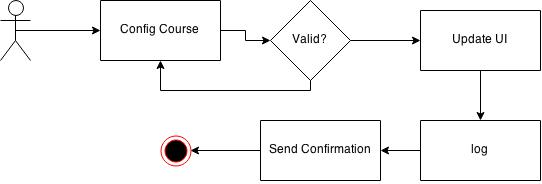 Config Course
Valid?
Update UI
Send Confirmation
log